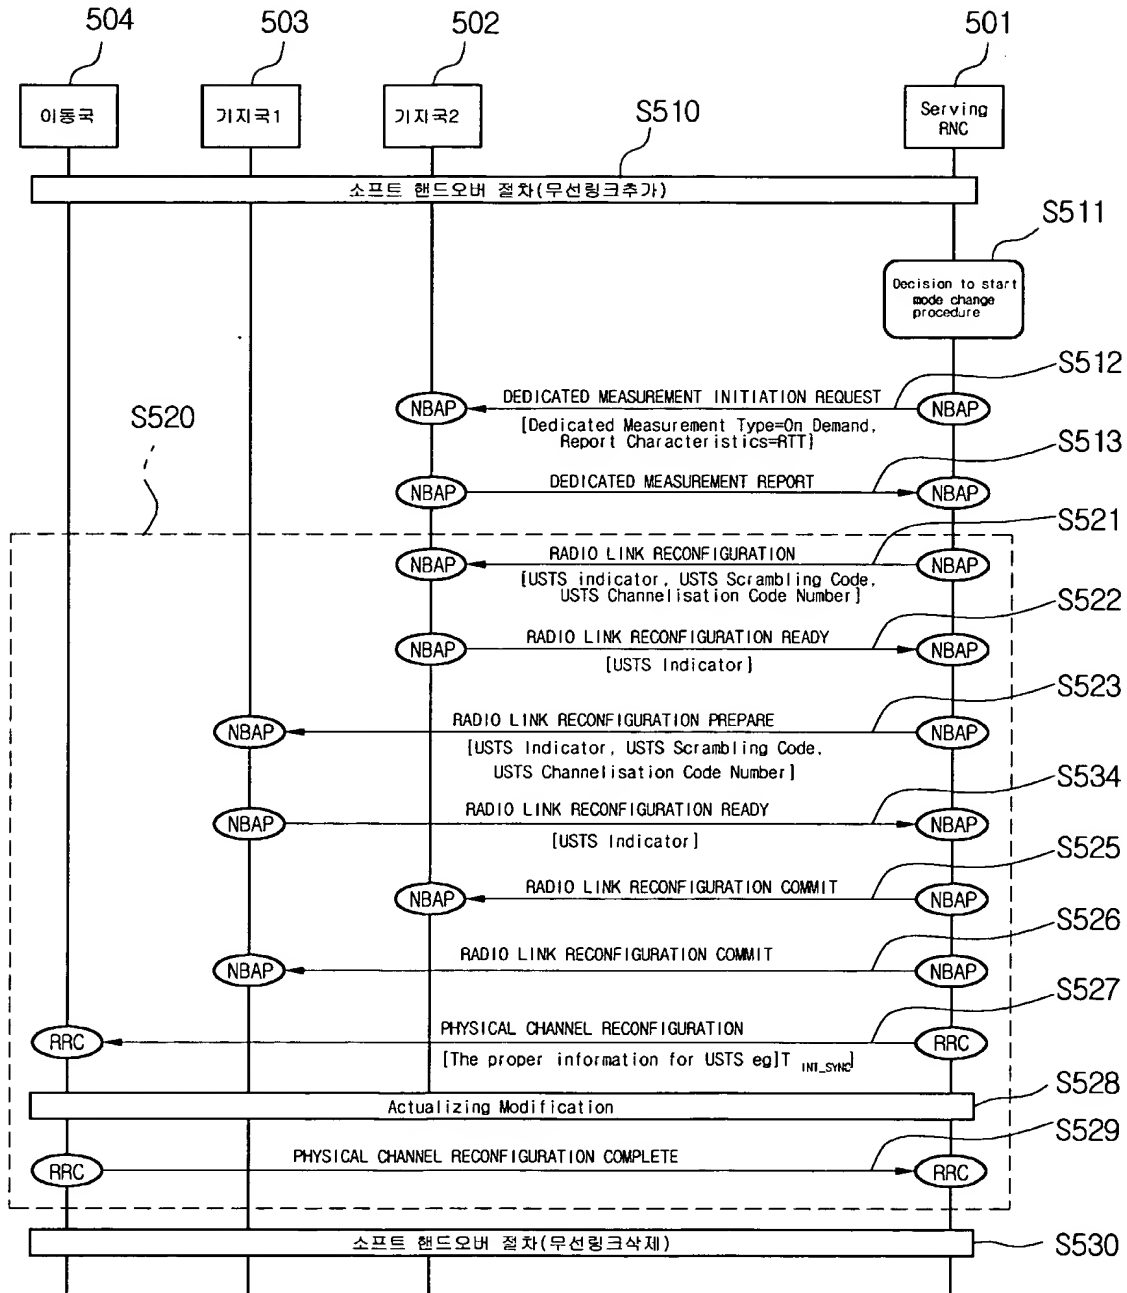 504
503
502
501
이동국
기지국1
기지국2
Serving
RNC
S510
소프트 핸드오버 절차(무선링크추가)
S511
Decision to start
mode change
procedure
S512
NBAP
DEDICATED MEASUREMENT INITIATION REQUEST
NBAP
[Dedicated Measurement Type=On Demand,
Report Characteristics=RTT]
S520
S513
NBAP
DEDICATED MEASUREMENT REPORT
NBAP
S521
NBAP
RADIO LINK RECONFIGURATION
NBAP
[USTS indicator, USTS Scrambling Code,
USTS Channelisation Code Number]
S522
NBAP
RADIO LINK RECONFIGURATION READY
NBAP
[USTS Indicator]
S523
NBAP
RADIO LINK RECONFIGURATION PREPARE
NBAP
[USTS Indicator, USTS Scrambling Code,
USTS Channelisation Code Number]
S534
NBAP
RADIO LINK RECONFIGURATION READY
NBAP
[USTS Indicator]
S525
NBAP
RADIO LINK RECONFIGURATION COMMIT
NBAP
S526
NBAP
RADIO LINK RECONFIGURATION COMMIT
NBAP
S527
RRC
PHYSICAL CHANNEL RECONFIGURATION
RRC
[The proper information for USTS eg]T INT_SYNC]
S528
Actualizing Modification
S529
RRC
PHYSICAL CHANNEL RECONFIGURATION COMPLETE
RRC
소프트 핸드오버 절차(무선링크삭제)
S530